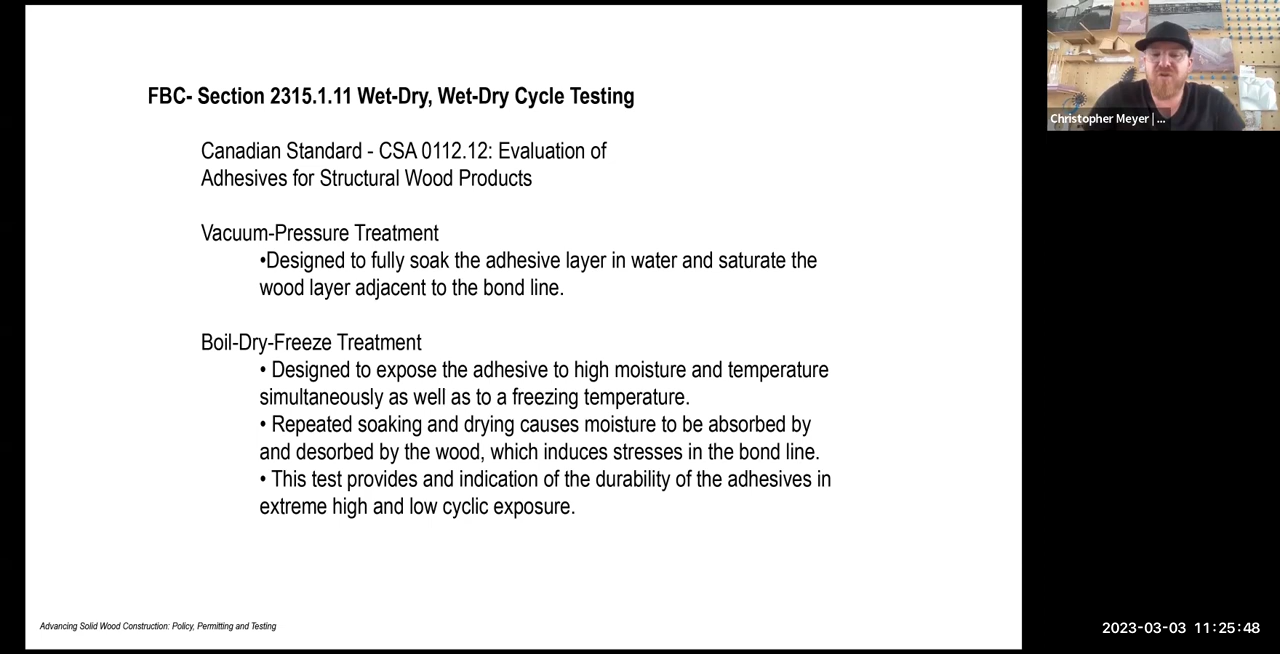 FBC- Section 2315.1.11 Wet-Dry, Wet-Dry Cycle Testing
Canadian Standard - CSA 0112.12: Evaluation of
Adhesives for Structural Wood Products
Vacuum-Pressure Treatment
•Designed to fully soak the adhesive layer in water and saturate the
wood layer adjacent to the bond line.
Boil-Dry-Freeze Treatment
• Designed to expose the adhesive to high moisture and temperature
simultaneously as well as to a freezing temperature.
• Repeated soaking and drying causes moisture to be absorbed by
and desorbed by the wood, which induces stresses in the bond line.
• This test provides and indication of the durability of the adhesives in
extreme high and low cyclic exposure.
Advancing Solid Wood Construction: Policy, Permitting and Testing
Christopher Meyer | ...
2023-03-03 11:25:48